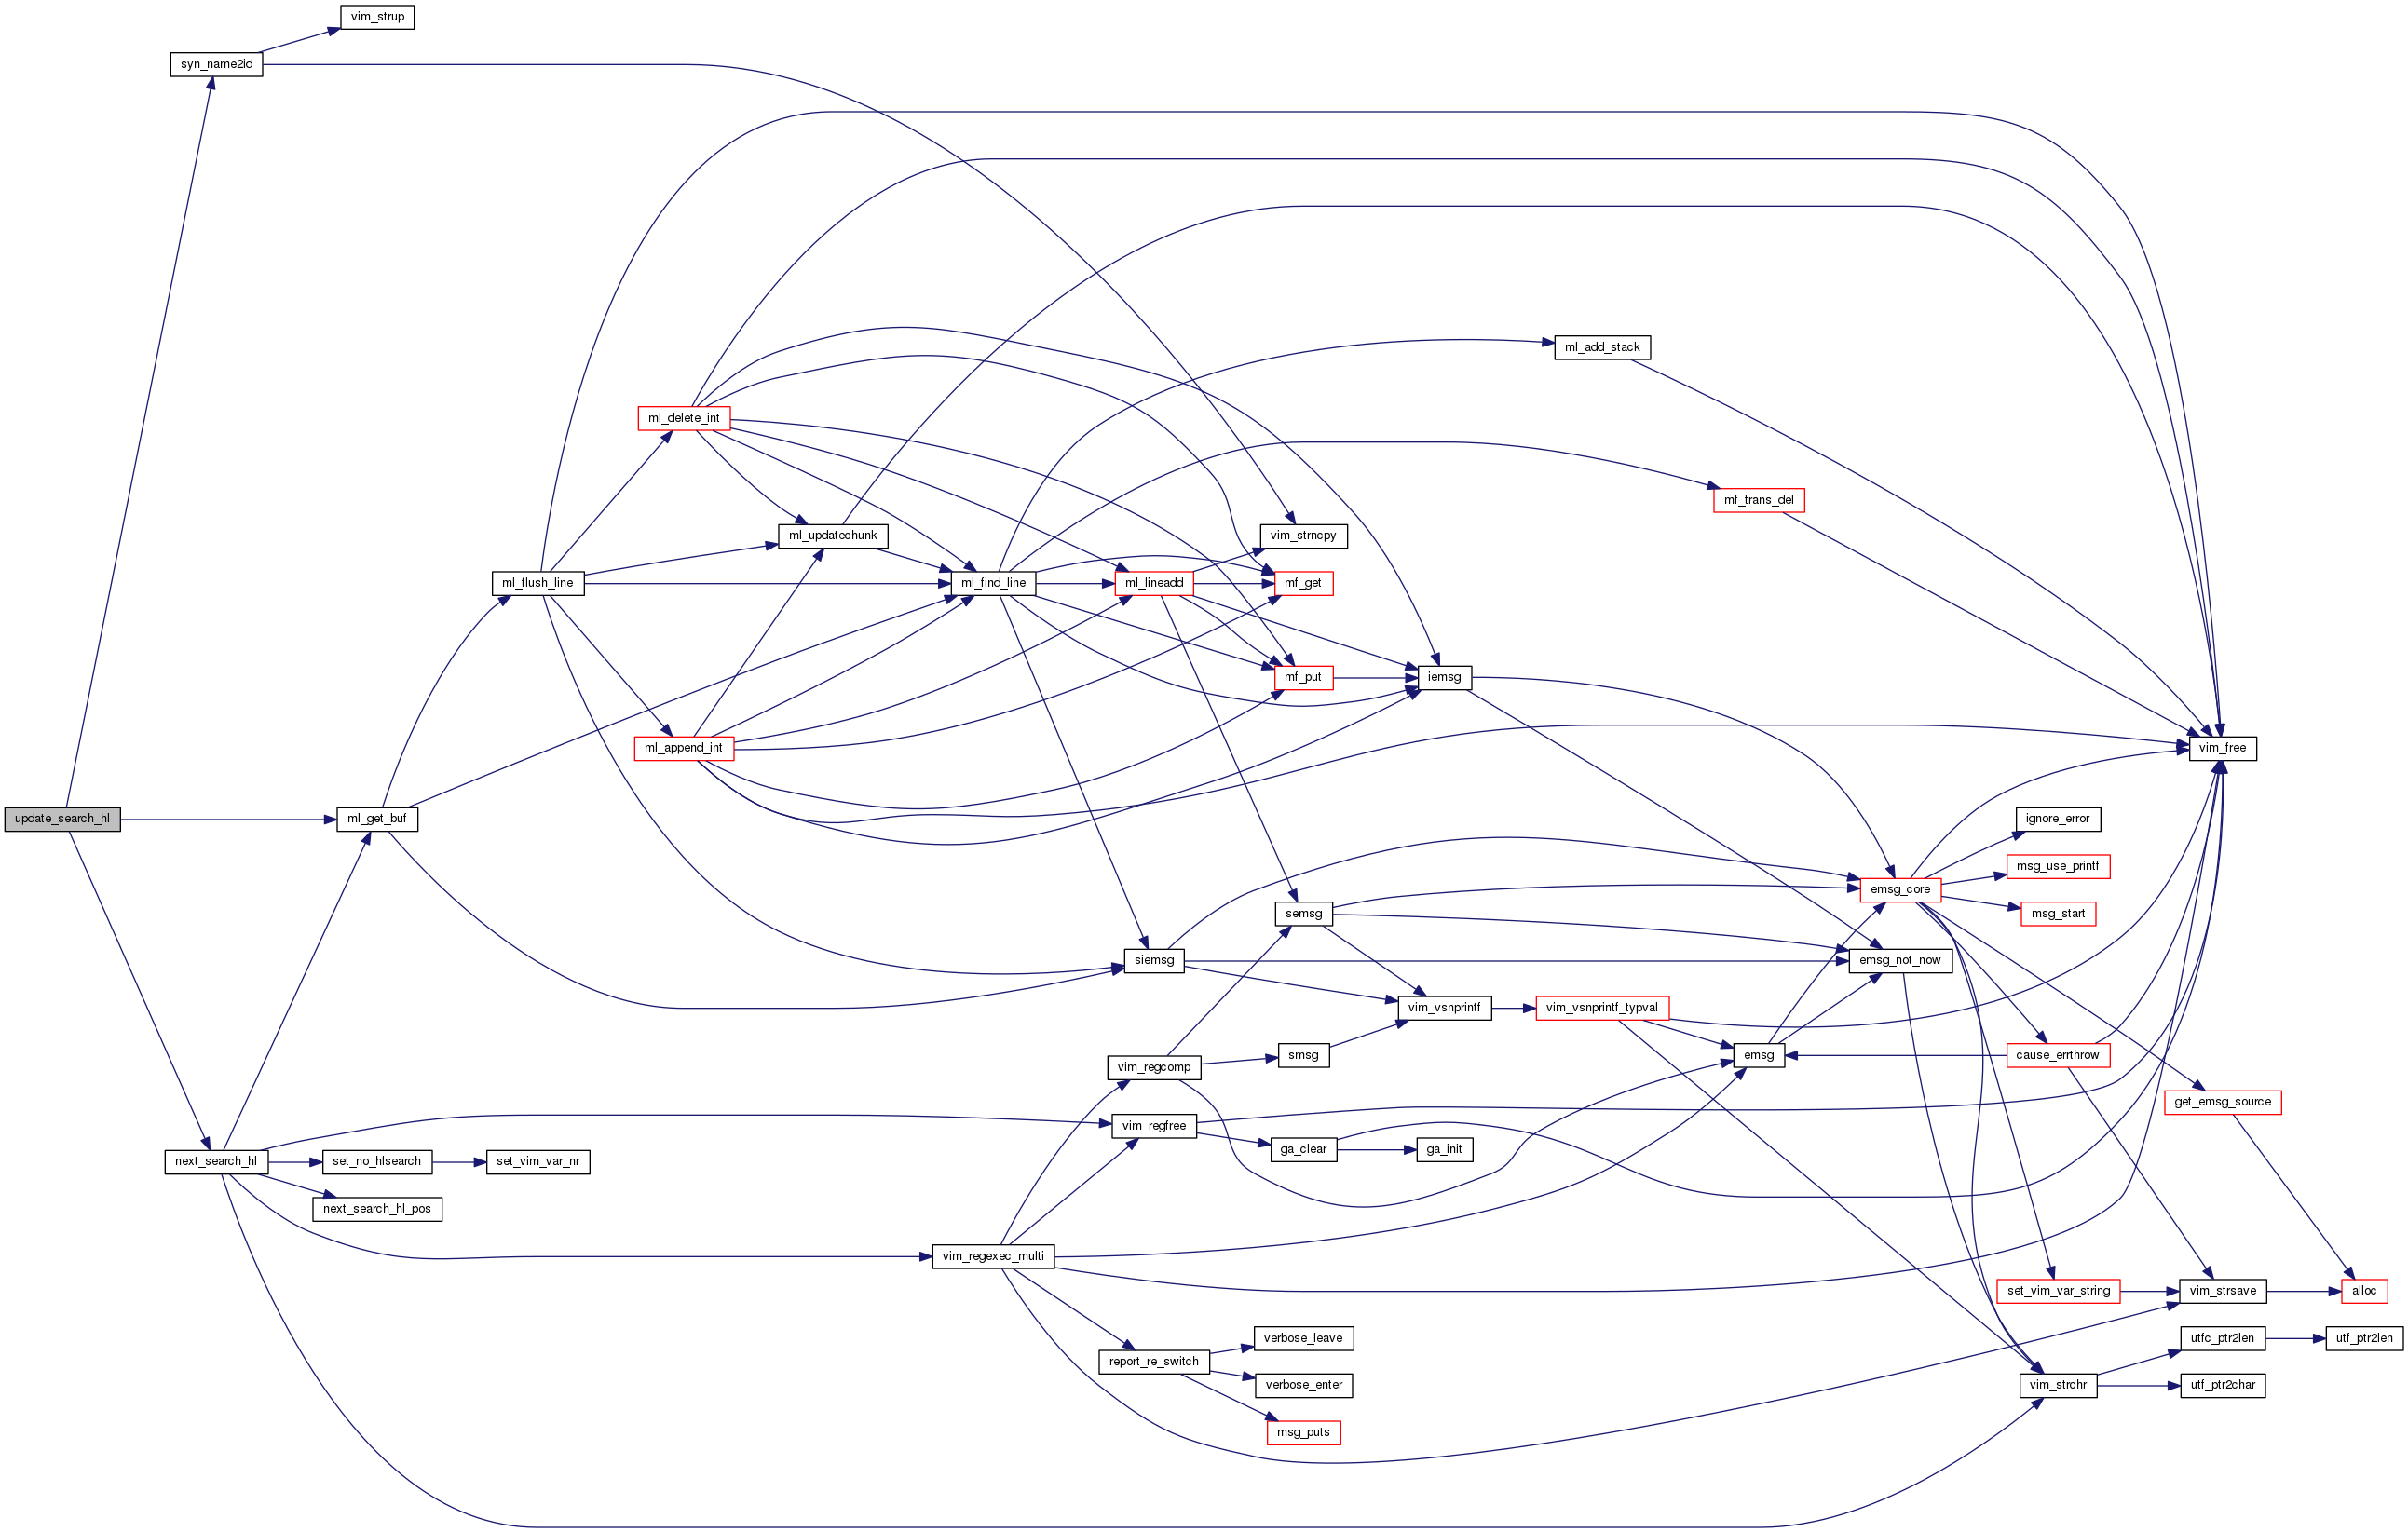 vim_strup
syn_name2id
ml_add_stack
ml_delete_int
mf_trans_del
ml_updatechunk
vim_strncpy
ml_flush_line
ml_find_line
ml_lineadd
mf_get
mf_put
iemsg
ml_append_int
vim_free
update_search_hl
ml_get_buf
ignore_error
msg_use_printf
emsg_core
semsg
msg_start
siemsg
emsg_not_now
vim_vsnprintf
vim_vsnprintf_typval
smsg
emsg
cause_errthrow
vim_regcomp
get_emsg_source
vim_regfree
ga_clear
ga_init
next_search_hl
set_no_hlsearch
set_vim_var_nr
next_search_hl_pos
vim_regexec_multi
set_vim_var_string
vim_strsave
alloc
verbose_leave
utfc_ptr2len
utf_ptr2len
report_re_switch
verbose_enter
vim_strchr
utf_ptr2char
msg_puts